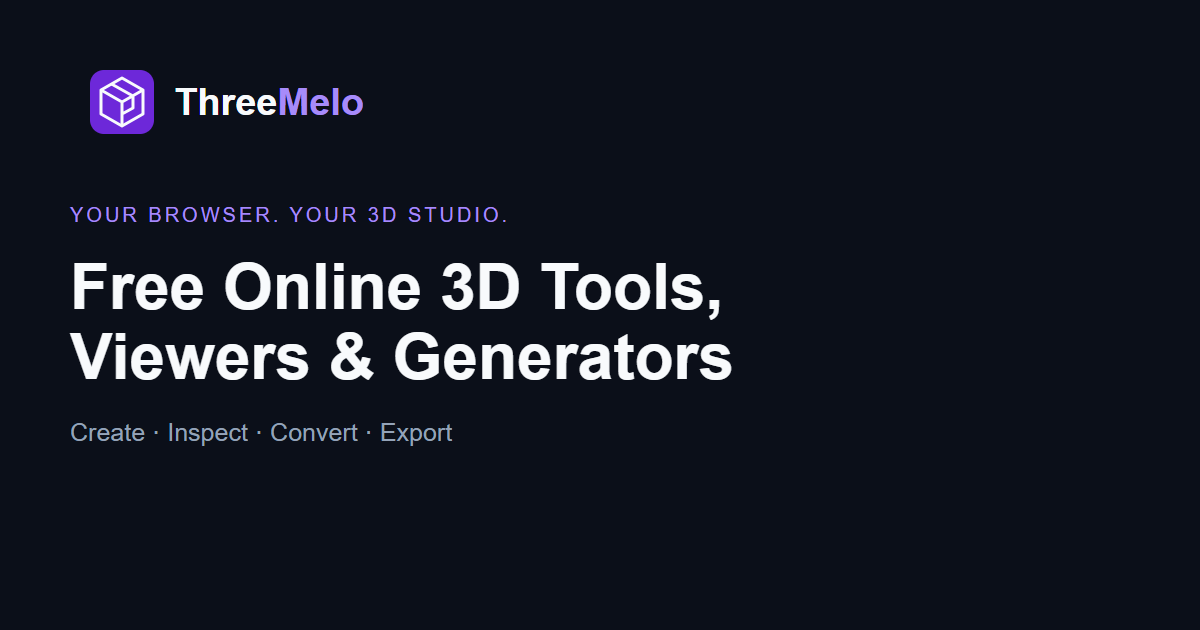 ThreeMelo
YOUR BROWSER. YOUR 3D STUDIO.
Free Online 3D Tools,
Viewers & Generators
Create · Inspect · Convert · Export